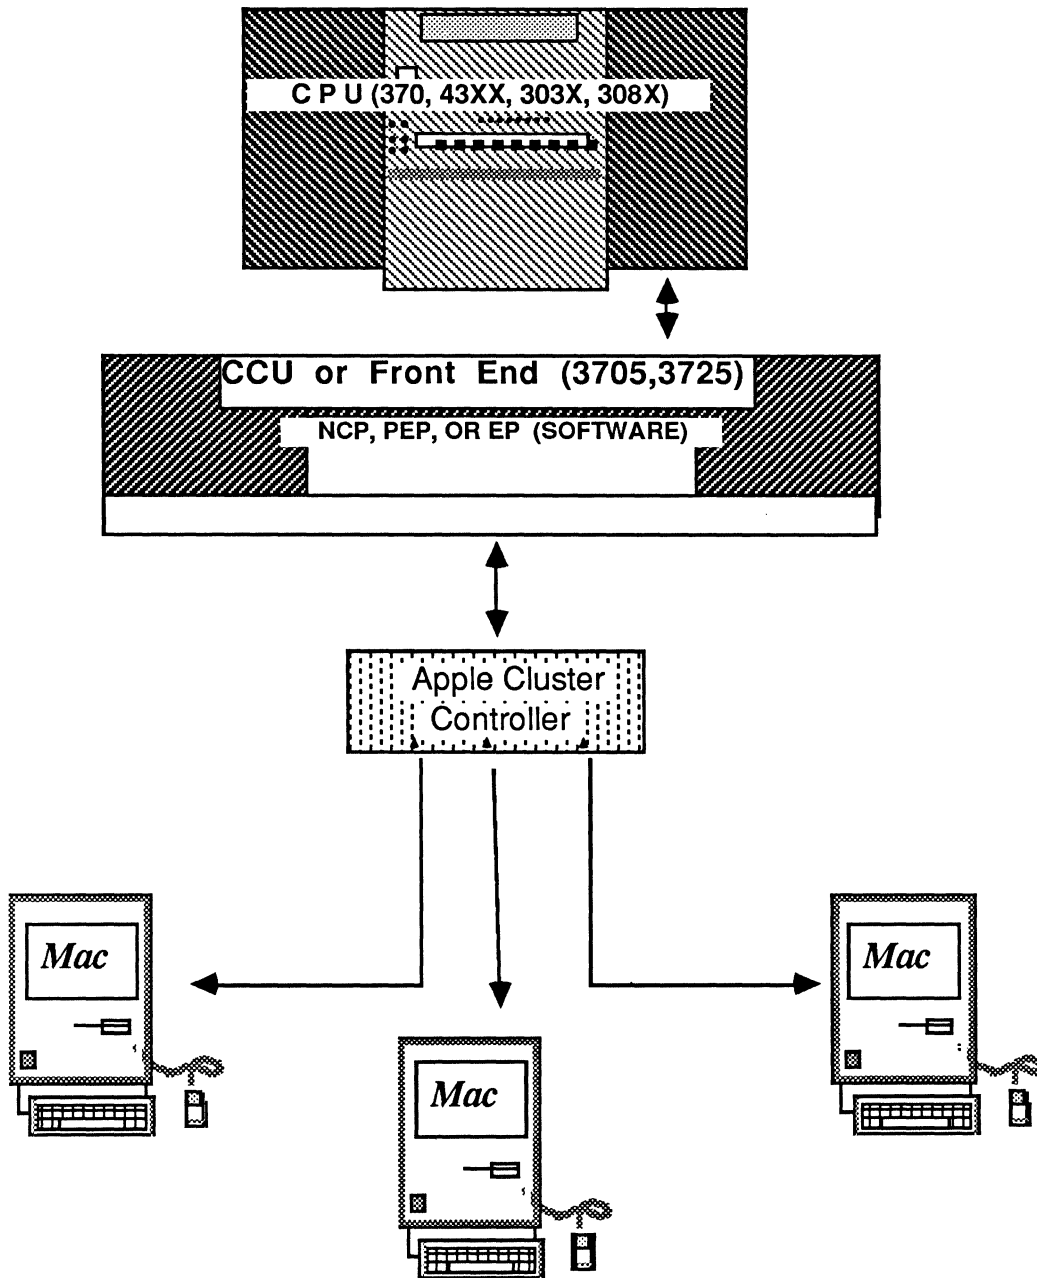 C P U (370, 43XX, 303X, 308X)
CCU or Front End (3705,3725)
NCP, PEP, OR EP (SOFTWARE)
Apple Cluster
Controller
Mac
Mac
Mac